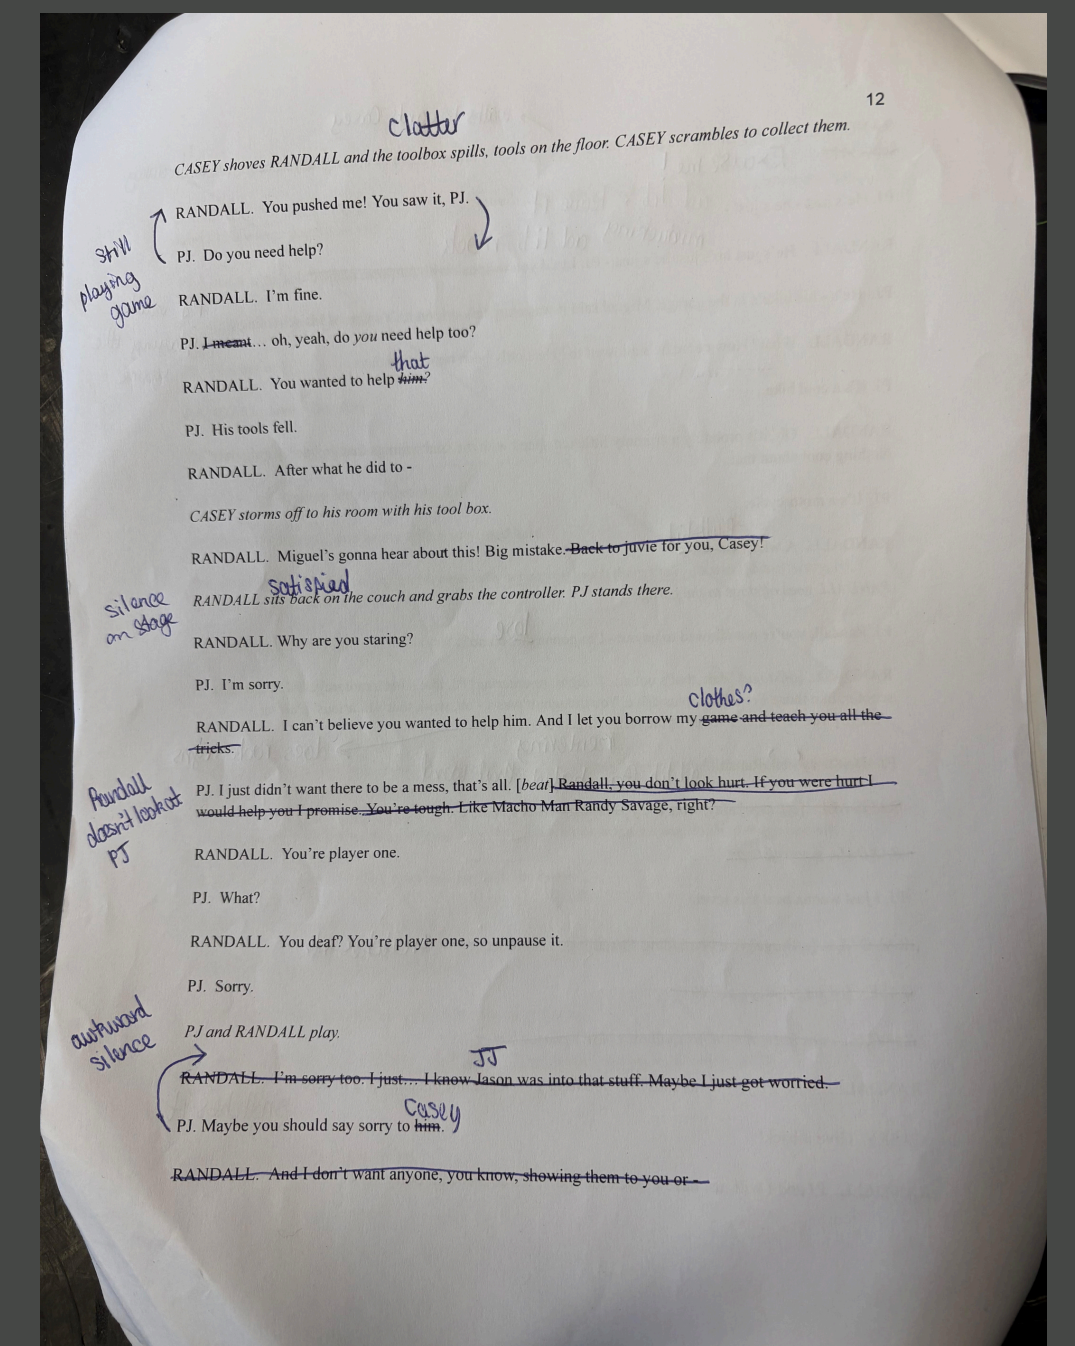 12
clatter
CASEY shoves RANDALL and the toolbox spills, tools on the floor. CASEY scrambles to collect them.
RANDALL. You pushed me! You saw it, PJ.
still
playing
game
PJ. Do you need help?
RANDALL. I'm fine.
PJ. I meant… oh, yeah, do you need help too?
that
RANDALL. You wanted to help him?
PJ. His tools fell.
RANDALL. After what he did to -
CASEY storms off to his room with his tool box.
RANDALL. Miguel's gonna hear about this! Big mistake. Back to juvie for you, Casey!
satisfied
silence
on stage
RANDALL sits back on the couch and grabs the controller. PJ stands there.
RANDALL. Why are you staring?
PJ. I'm sorry.
clothes?
RANDALL. I can't believe you wanted to help him. And I let you borrow my game and teach you all the
tricks.
Randall
doesn't look at
PJ
PJ. I just didn't want there to be a mess, that's all. [beat] Randall, you don't look hurt. If you were hurt I
would help you I promise. You're tough. Like Macho Man Randy Savage, right?
RANDALL. You're player one.
PJ. What?
RANDALL. You deaf? You're player one, so unpause it.
PJ. Sorry.
awkward
silence
PJ and RANDALL play.
JJ
RANDALL. I'm sorry too. I just… I know Jason was into that stuff. Maybe I just got worried.
Casey
PJ. Maybe you should say sorry to him.
RANDALL. And I don't want anyone, you know, showing them to you or -